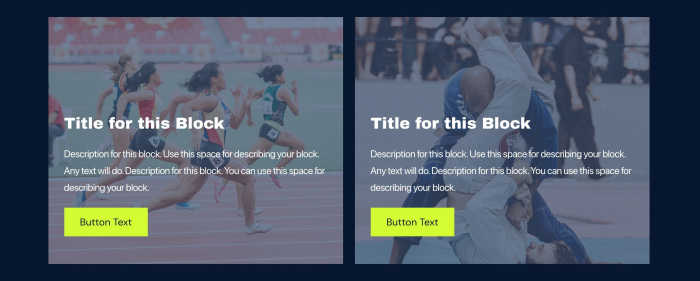 Title for this Block
Description for this block. Use this space for describing your block.
Any text will do. Description for this block. You can use this space for
describing your block.
Button Text
Title for this Block
Description for this block. Use this space for describing your block.
Any text will do. Description for this block. You can use this space for
describing your block.
Button Text